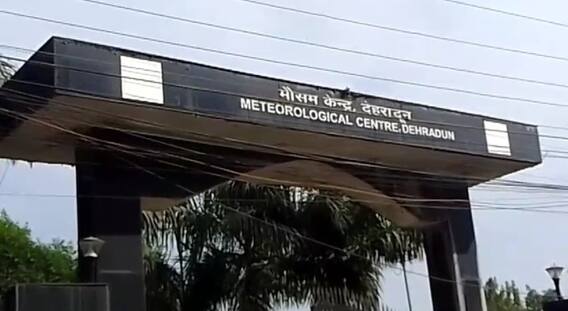 मौसम केन्द्र, देहरादून
METEOROLOGICAL CENTRE, DEHRADUN